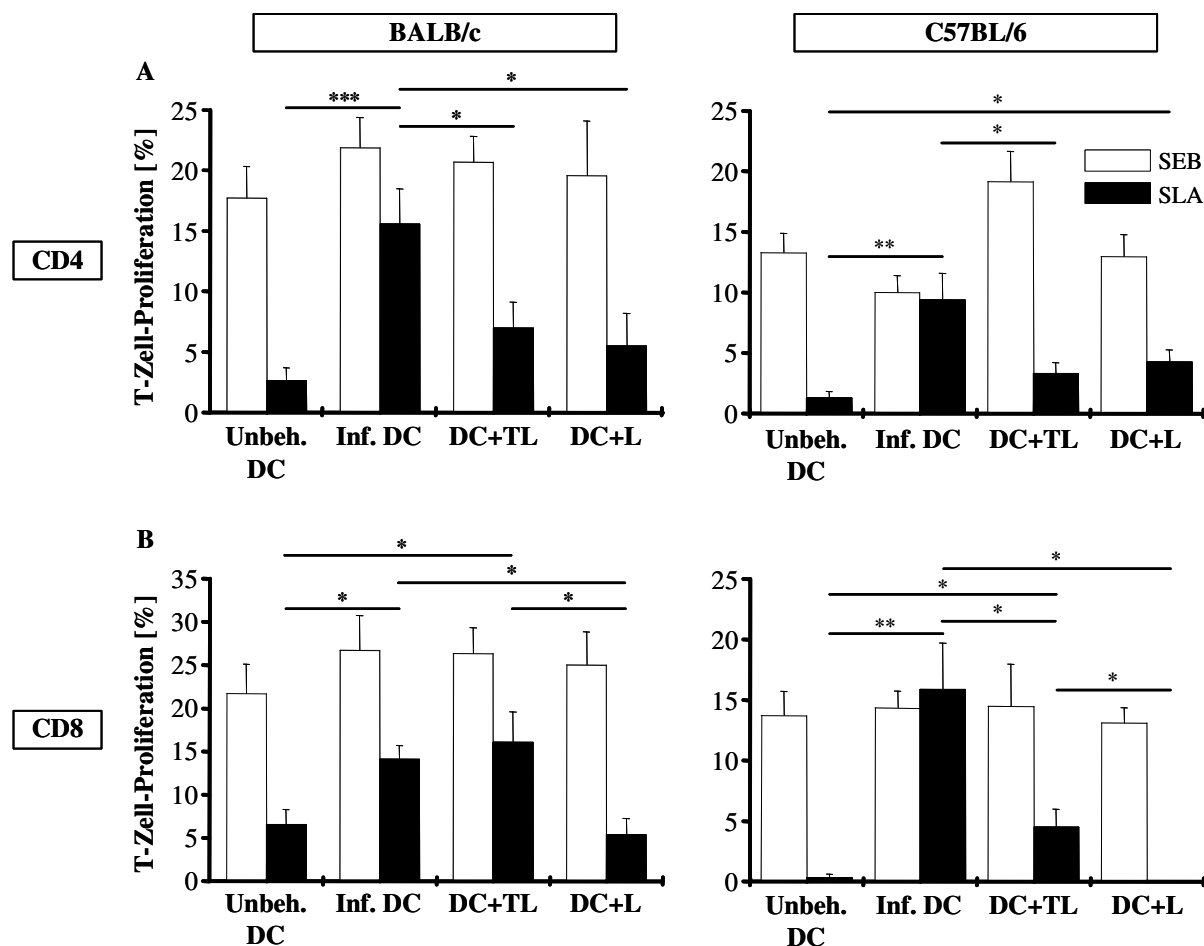 BALB/c
C57BL/6
A
CD4
T-Zell-Proliferation [%]
25
20
15
10
5
0
***
*
*
Unbeh.
DC
Inf. DC
DC+TL
DC+L
25
20
15
10
5
0
*
*
**
SEB
SLA
Unbeh.
DC
Inf. DC
DC+TL
DC+L
B
CD8
T-Zell-Proliferation [%]
35
30
25
20
15
10
5
0
*
*
*
*
Unbeh.
DC
Inf. DC
DC+TL
DC+L
25
20
15
10
5
0
*
*
*
**
*
Unbeh.
DC
Inf. DC
DC+TL
DC+L